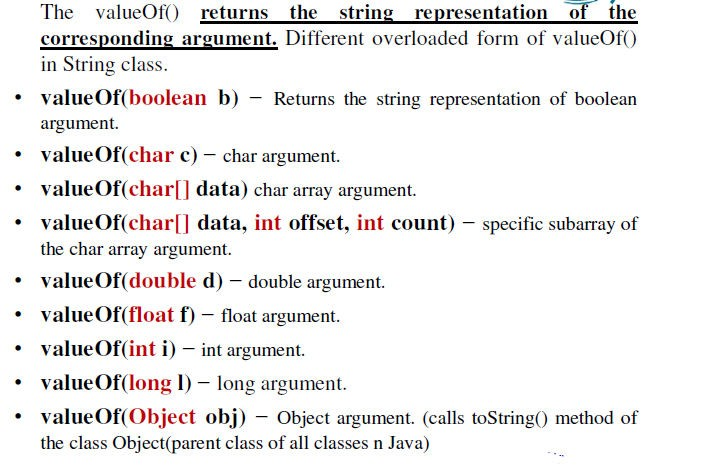 The valueOf() returns the string representation of the
corresponding argument. Different overloaded form of valueOf()
in String class.
• valueOf(boolean b) – Returns the string representation of boolean
argument.
• valueOf(char c) – char argument.
• valueOf(char[] data) char array argument.
• valueOf(char[] data, int offset, int count) – specific subarray of
the char array argument.
• valueOf(double d) – double argument.
• valueOf(float f) – float argument.
• valueOf(int i) – int argument.
• valueOf(long l) – long argument.
• valueOf(Object obj) – Object argument. (calls toString() method of
the class Object(parent class of all classes n Java)